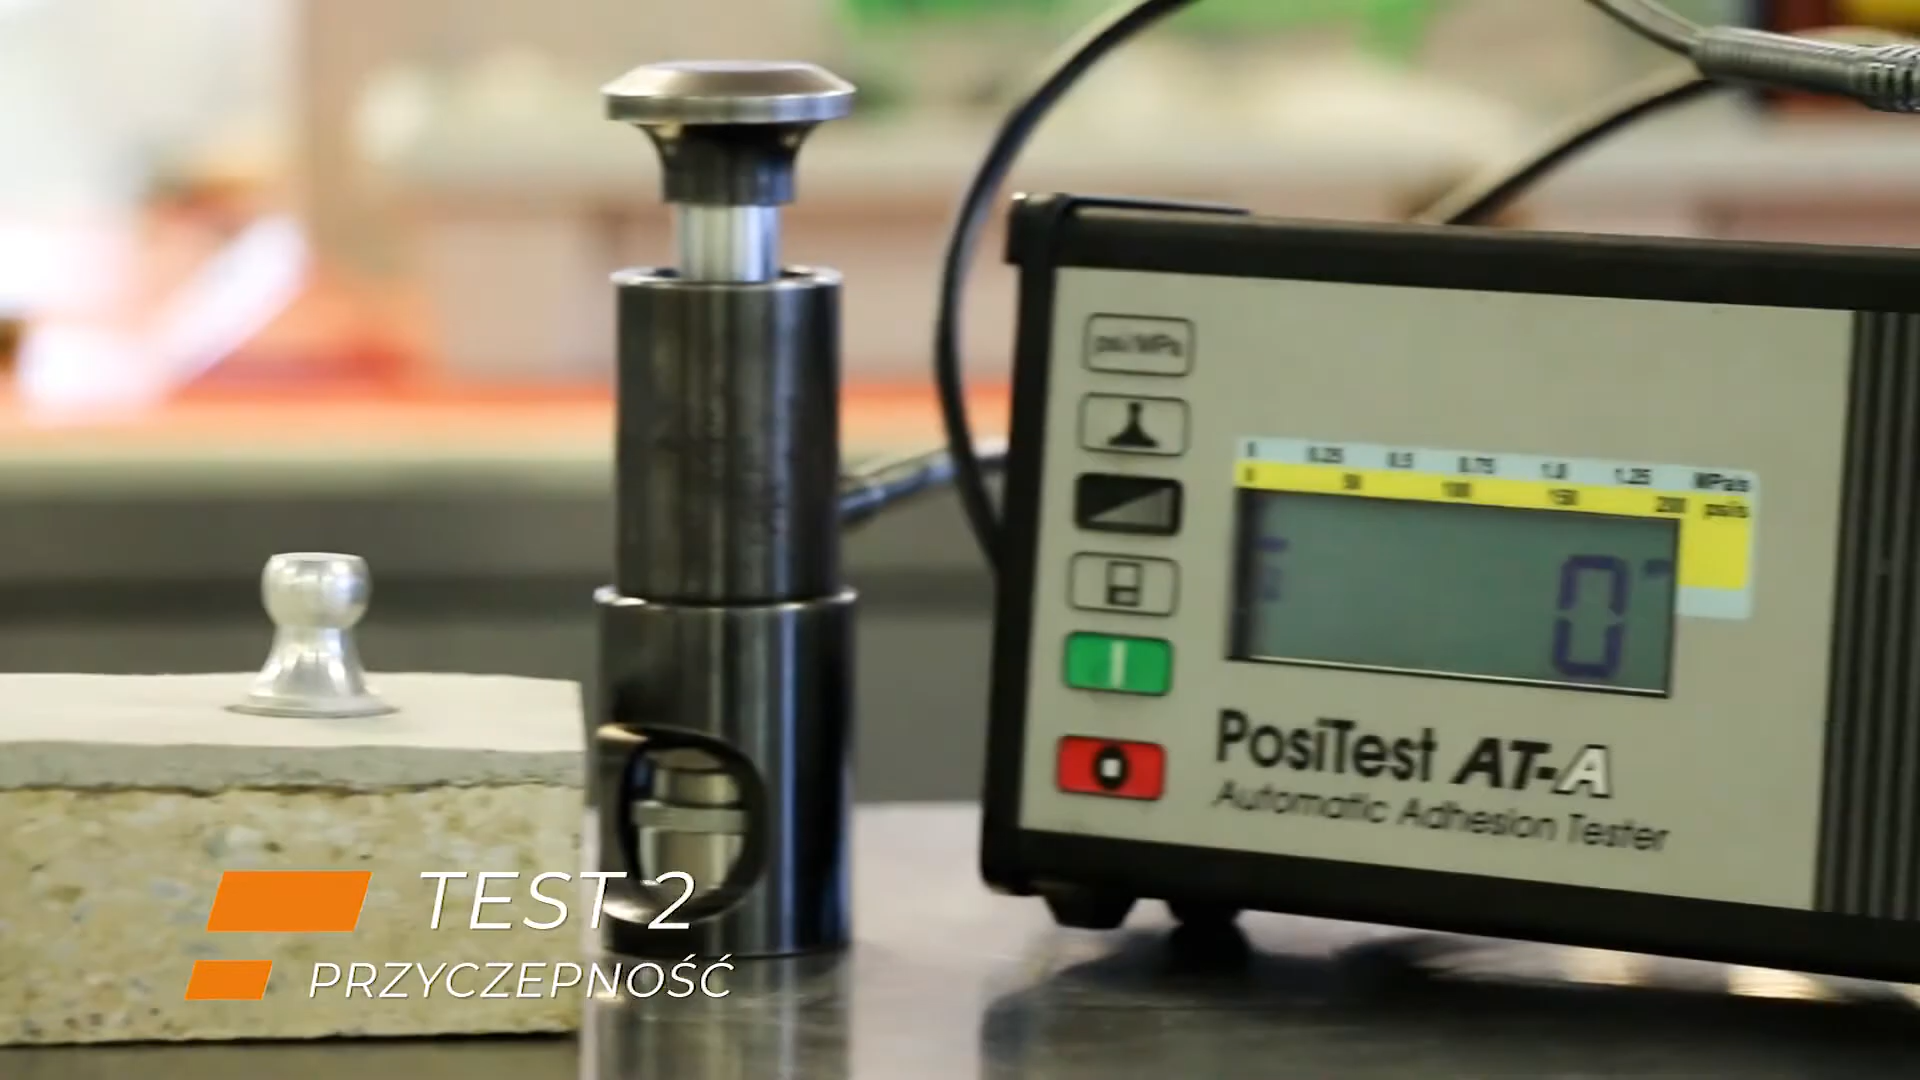 psi/MPa
0 0.25 0.5 0.75 1.0 1.25 MPa/s
0 50 100 150 200 psi/s
0
PosiTest AT-A
Automatic Adhesion Tester
TEST 2
PRZYCZEPNOŚĆ